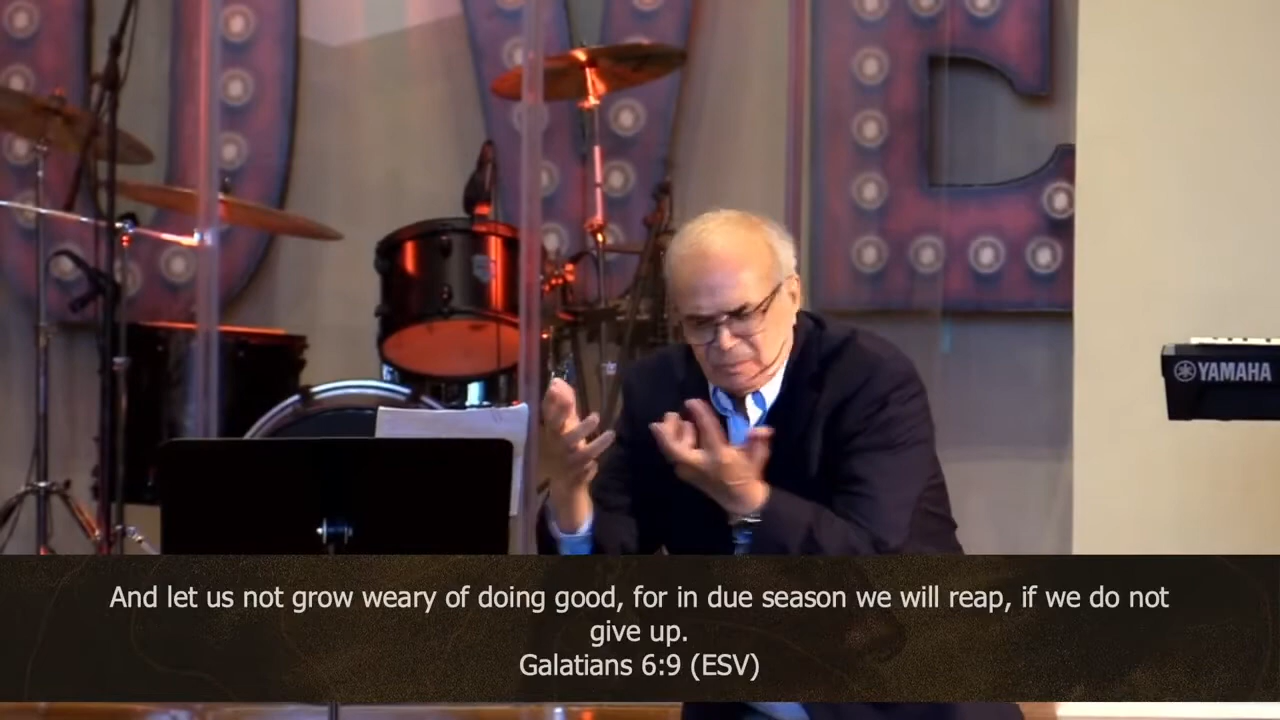 OVE
YAMAHA
And let us not grow weary of doing good, for in due season we will reap, if we do not
give up.
Galatians 6:9 (ESV)